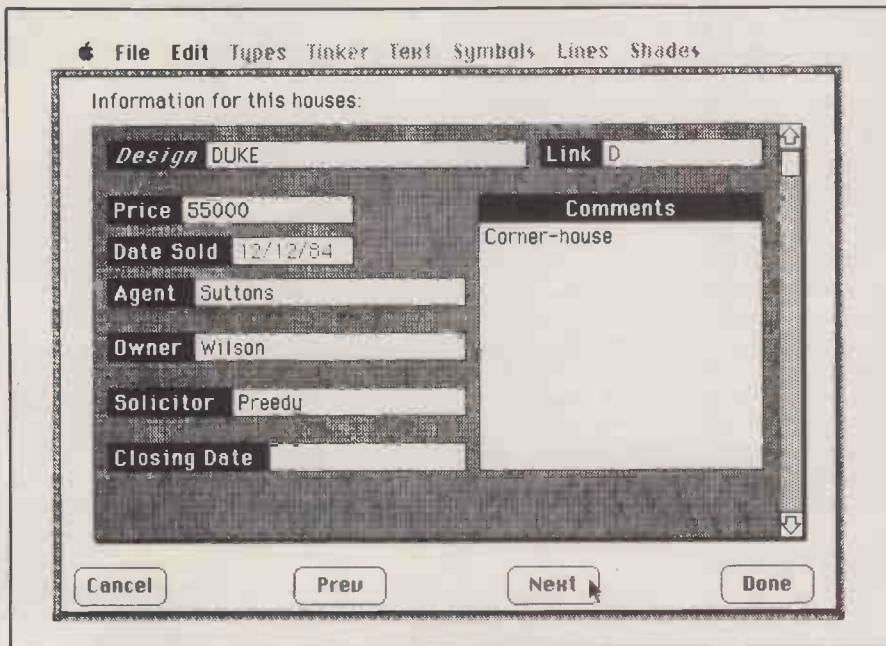 File Edit Types Tinker Text Symbols Lines Shades
Information for this houses:
Design DUKE Link D
Price 55000
Comments
Date Sold 12/12/84
Corner-house
Agent Suttons
Owner Wilson
Solicitor Preedy
Closing Date
Cancel Prev Next Done